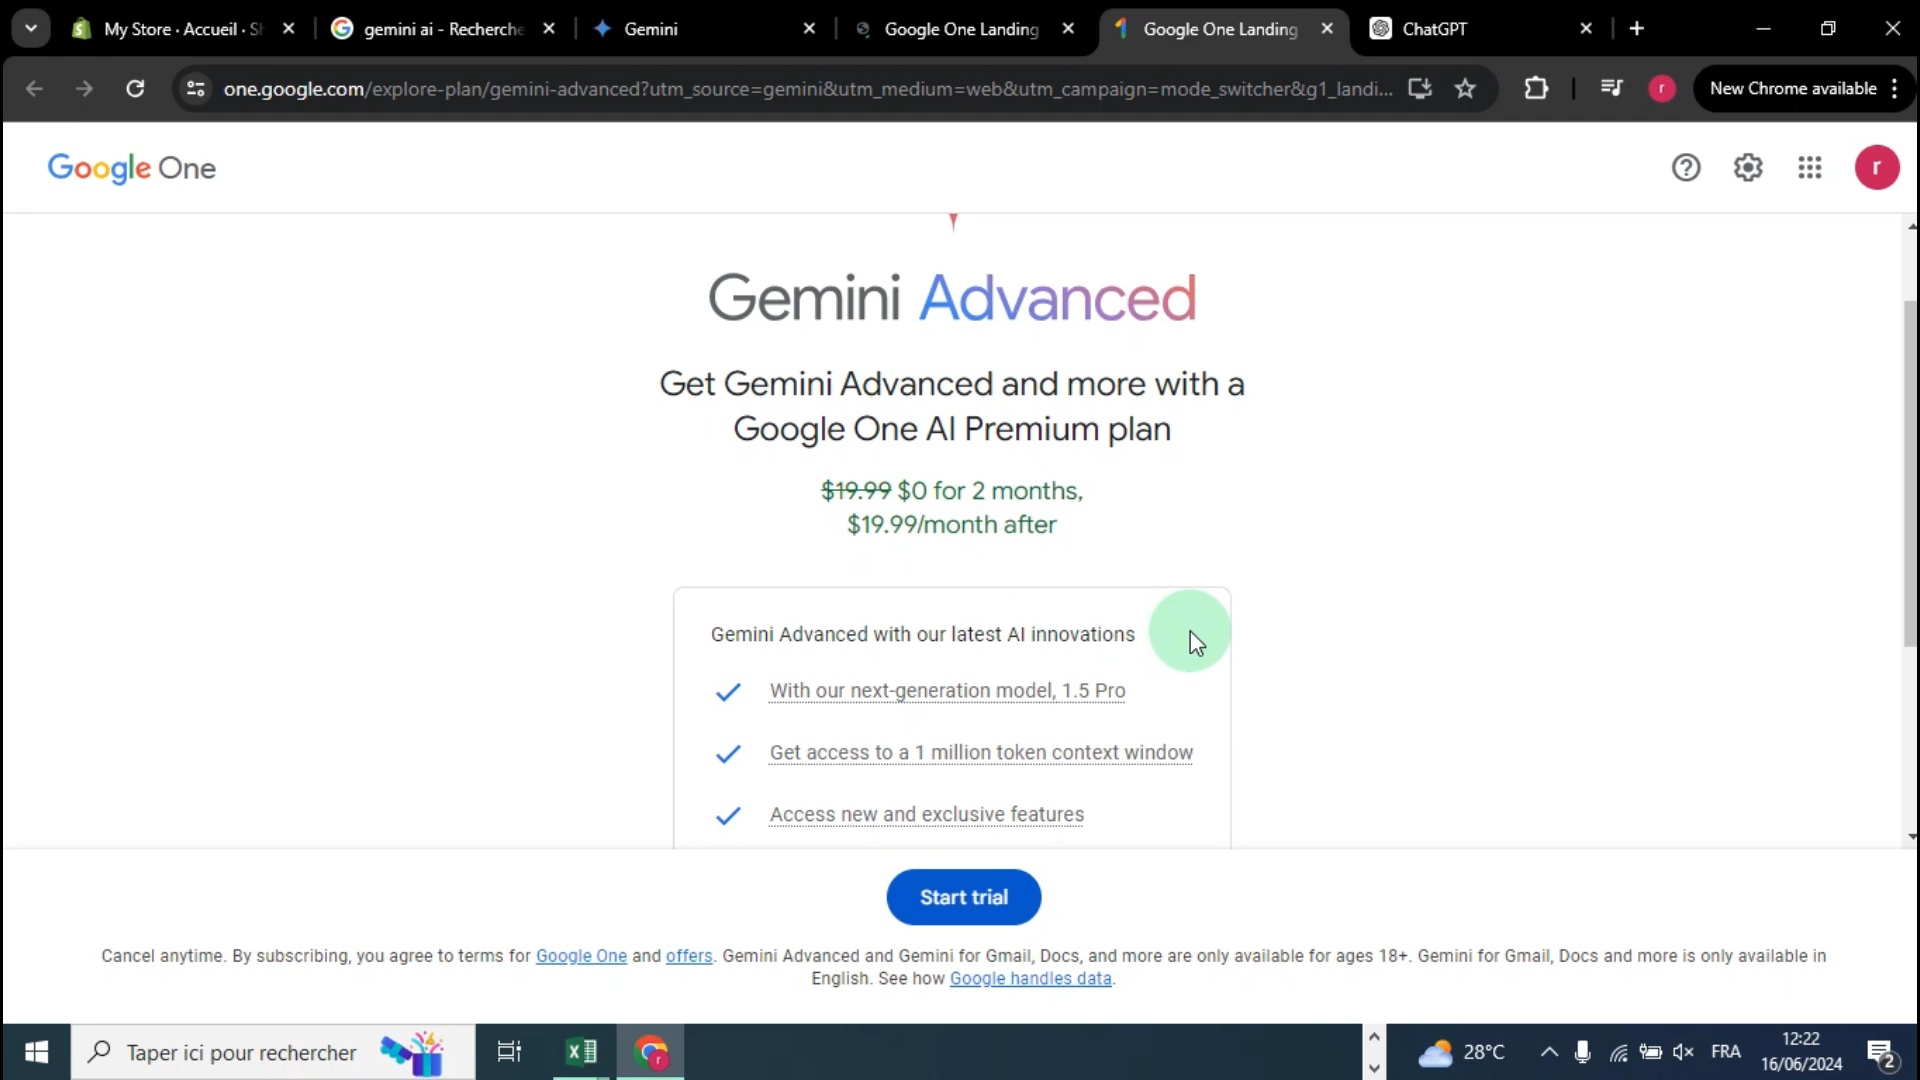 My Store · Accueil · Sh
gemini ai - Recherche
Gemini
Google One Landing
Google One Landing
ChatGPT
one.google.com/explore-plan/gemini-advanced?utm_source=gemini&utm_medium=web&utm_campaign=mode_switcher&g1_landi...
r
New Chrome available
Google One
r
Gemini Advanced
Get Gemini Advanced and more with a
Google One AI Premium plan
$19.99 $0 for 2 months,
$19.99/month after
Gemini Advanced with our latest AI innovations
With our next-generation model, 1.5 Pro
Get access to a 1 million token context window
Access new and exclusive features
Start trial
Cancel anytime. By subscribing, you agree to terms for Google One and offers. Gemini Advanced and Gemini for Gmail, Docs, and more are only available for ages 18+. Gemini for Gmail, Docs and more is only available in
English. See how Google handles data.
Taper ici pour rechercher
28°C
FRA
12:22
16/06/2024
2